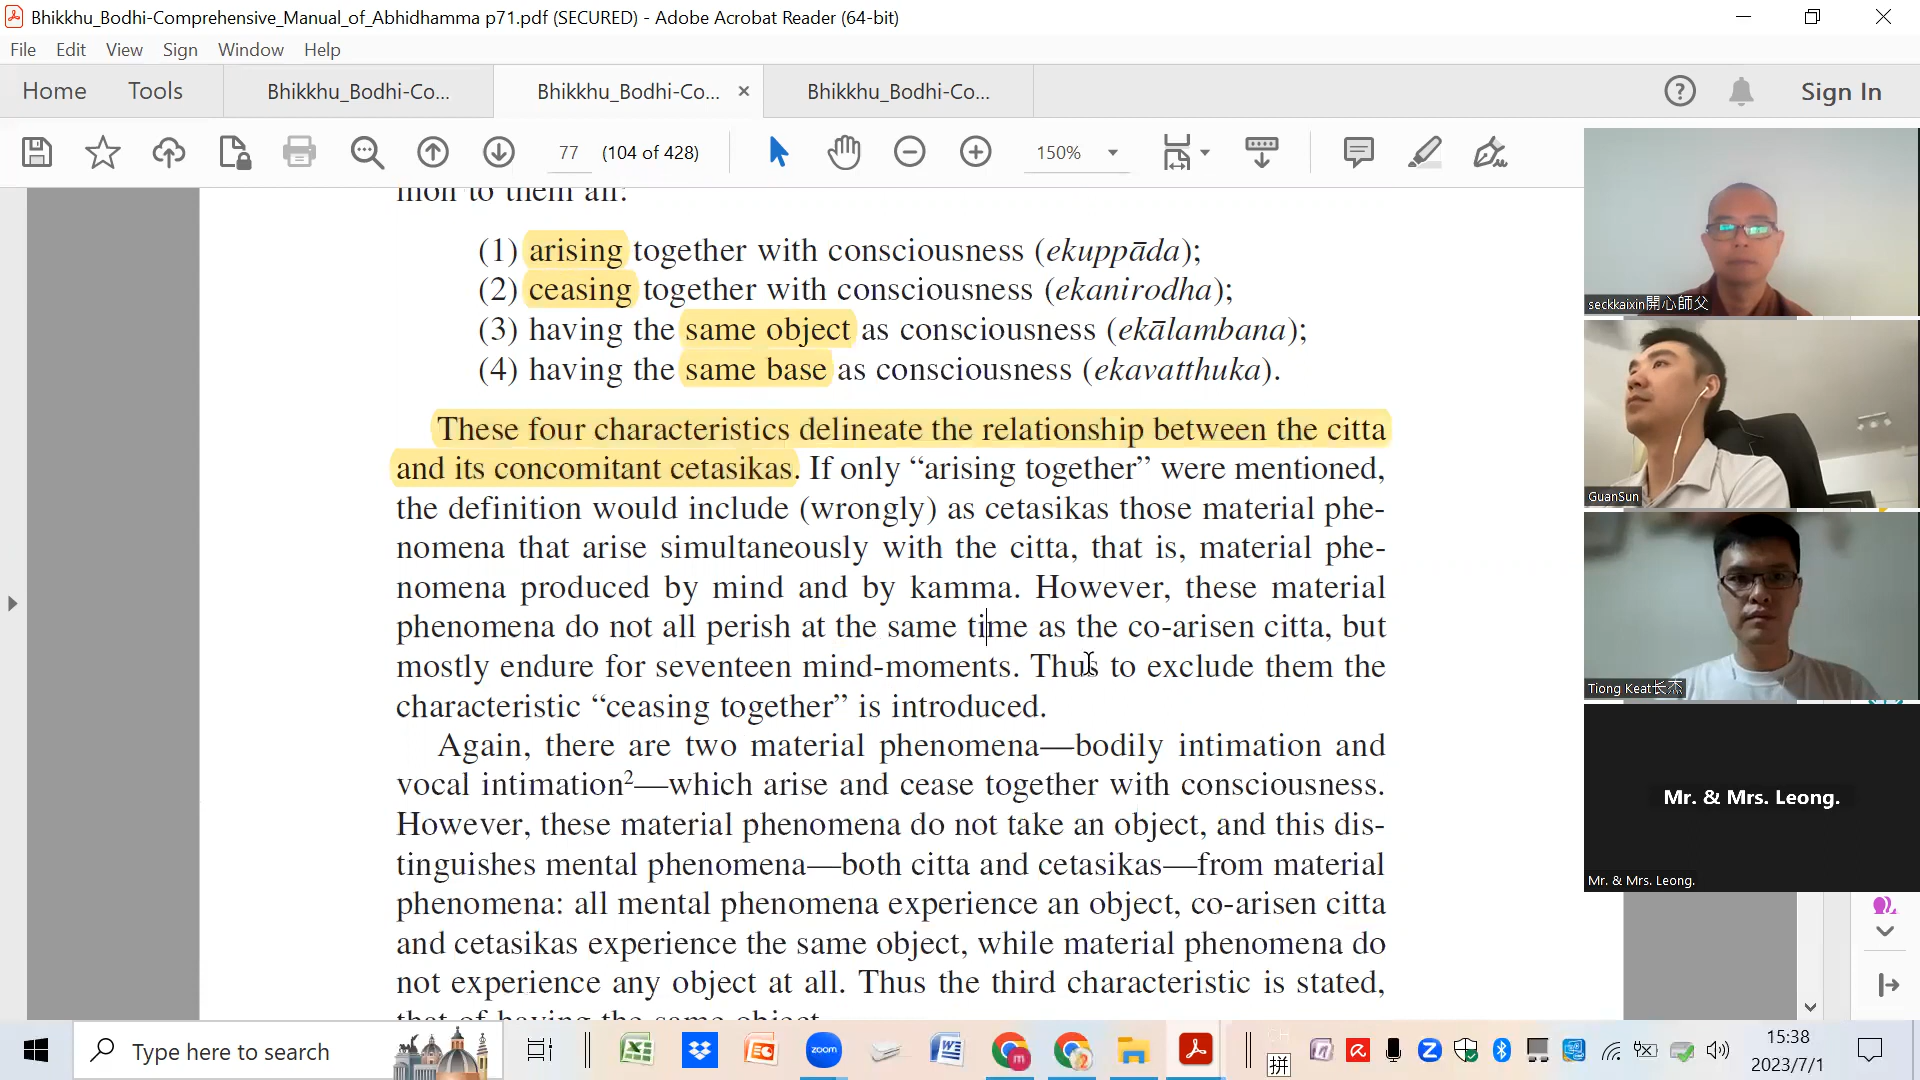 Bhikkhu_Bodhi-Comprehensive_Manual_of_Abhidhamma p71.pdf (SECURED) - Adobe Acrobat Reader (64-bit)
File Edit View Sign Window Help
Home Tools Bhikkhu_Bodhi-Co... Bhikkhu_Bodhi-Co... Bhikkhu_Bodhi-Co... Sign In
77 (104 of 428) 150%
mon to them all:
(1) arising together with consciousness (ekuppāda);
(2) ceasing together with consciousness (ekanirodha);
(3) having the same object as consciousness (ekālambana);
(4) having the same base as consciousness (ekavatthuka).
These four characteristics delineate the relationship between the citta
and its concomitant cetasikas. If only “arising together” were mentioned,
the definition would include (wrongly) as cetasikas those material phe-
nomena that arise simultaneously with the citta, that is, material phe-
nomena produced by mind and by kamma. However, these material
phenomena do not all perish at the same time as the co-arisen citta, but
mostly endure for seventeen mind-moments. Thus to exclude them the
characteristic “ceasing together” is introduced.
Again, there are two material phenomena—bodily intimation and
vocal intimation2—which arise and cease together with consciousness.
However, these material phenomena do not take an object, and this dis-
tinguishes mental phenomena—both citta and cetasikas—from material
phenomena: all mental phenomena experience an object, co-arisen citta
and cetasikas experience the same object, while material phenomena do
not experience any object at all. Thus the third characteristic is stated,
that of having the same object.
seckkaixin開心師父
GuanSun
Tiong Keat长杰
Mr. & Mrs. Leong.
Mr. & Mrs. Leong.
Type here to search
zoom
拼
15:38
2023/7/1